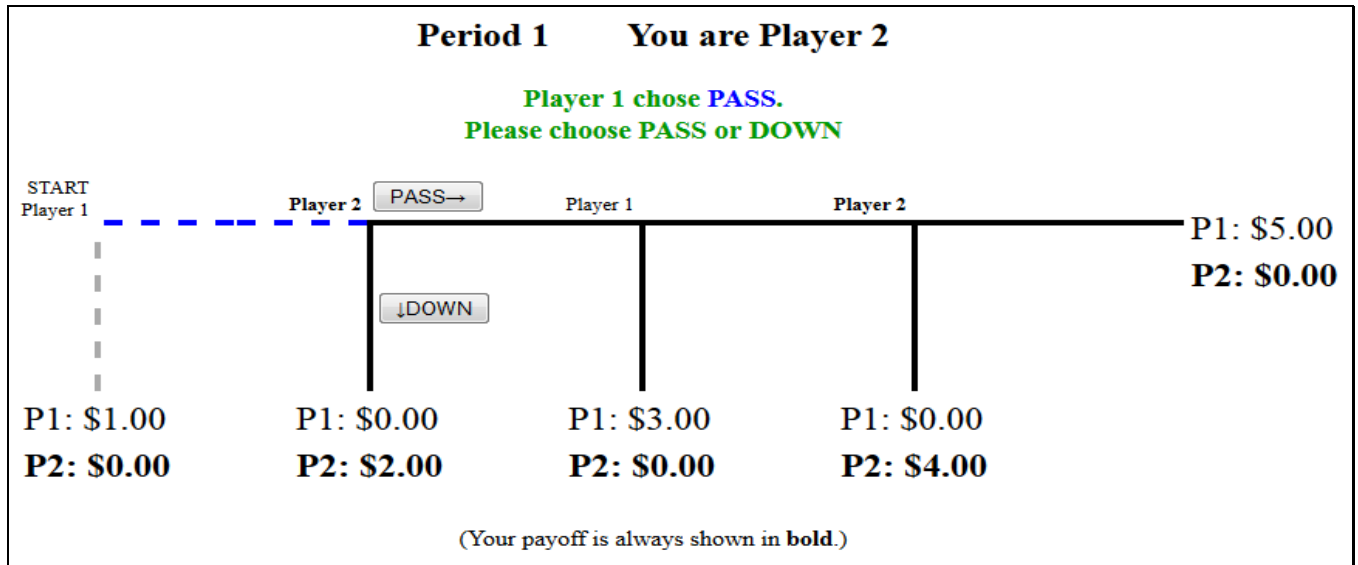 Period 1 You are Player 2
Player 1 chose PASS.
Please choose PASS or DOWN
START
Player 1
Player 2
PASS→
Player 1
Player 2
P1: $5.00
P2: $0.00
↓DOWN
P1: $1.00
P2: $0.00
P1: $0.00
P2: $2.00
P1: $3.00
P2: $0.00
P1: $0.00
P2: $4.00
(Your payoff is always shown in bold.)